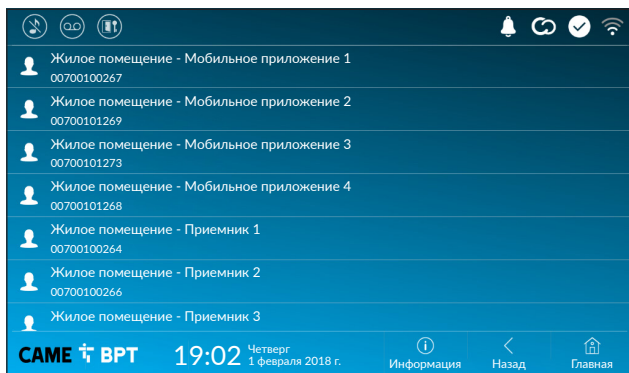 Жилое помещение - Мобильное приложение 1
00700100267
Жилое помещение - Мобильное приложение 2
00700101269
Жилое помещение - Мобильное приложение 3
00700101273
Жилое помещение - Мобильное приложение 4
00700101268
Жилое помещение - Приемник 1
00700100264
Жилое помещение - Приемник 2
00700100266
Жилое помещение - Приемник 3
CAME BPT
19:02
Четверг
1 февраля 2018 г.
Информация
Назад
Главная